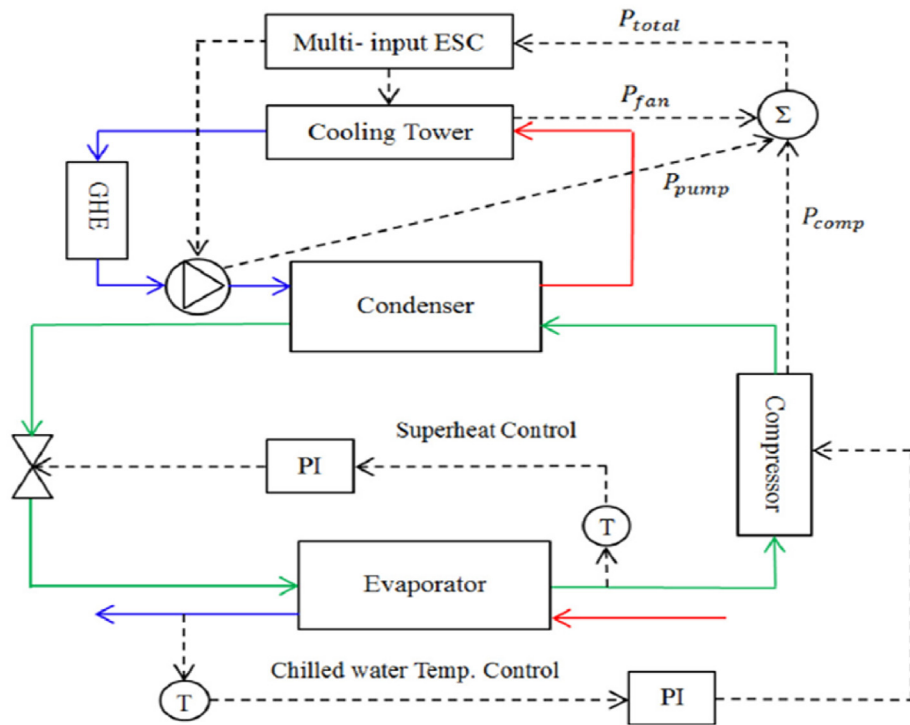 P_total
Multi- input ESC
P_fan
Σ
Cooling Tower
GHE
P_pump
P_comp
Condenser
Compressor
Superheat Control
PI
T
Evaporator
Chilled water Temp. Control
T
PI